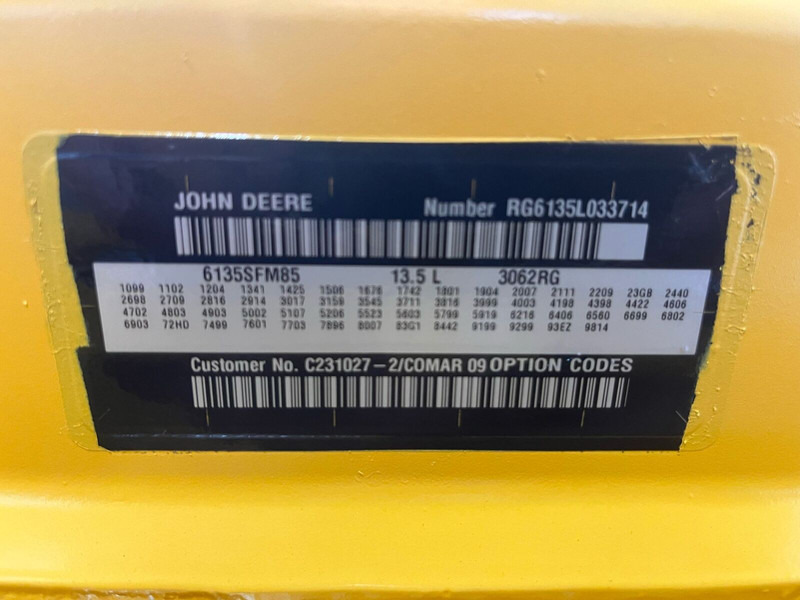 JOHN DEERE Number RG6135L033714
6135SFM85 13.5 L 3062RG
1099 1102 1204 1341 1425 1506 1676 1742 1801 1904 2007 2111 2209 23GB 2440
2698 2709 2816 2914 3017 3159 3545 3711 3816 3999 4003 4198 4398 4422 4606
4702 4803 4903 5002 5107 5206 5523 5603 5799 5919 6216 6406 6560 6699 6802
6903 72HD 7499 7601 7703 7896 8007 83G1 8442 9199 9299 93EZ 9814
Customer No. C231027-2/COMAR 09 OPTION CODES